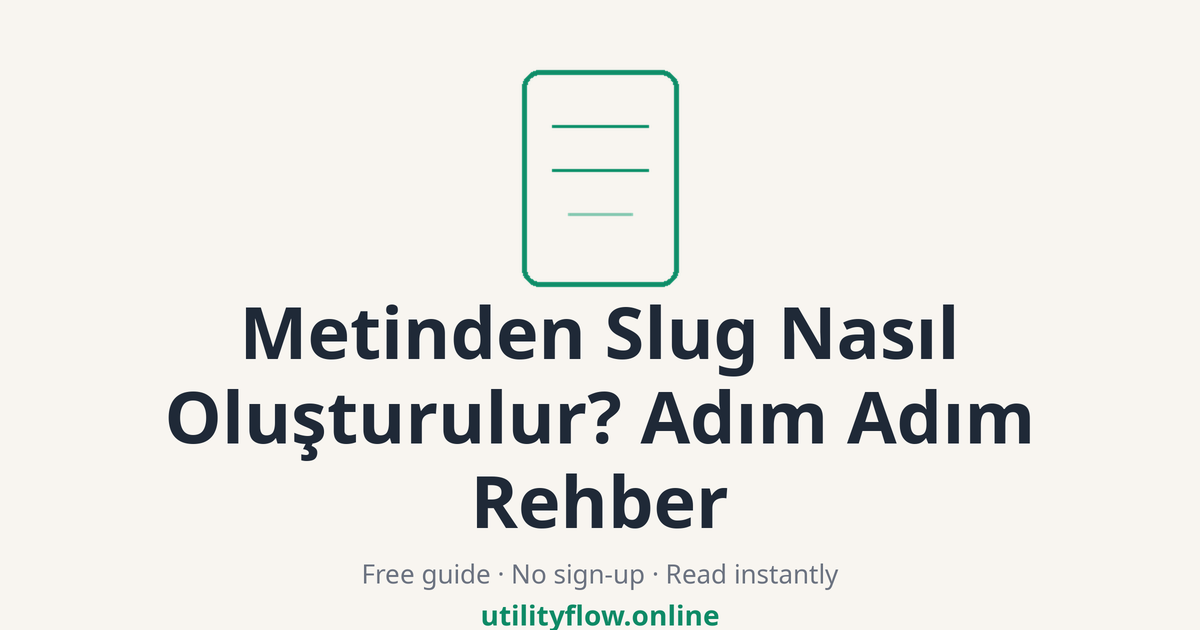 Metinden Slug Nasıl
Oluşturulur? Adım Adım
Rehber
Free guide · No sign-up · Read instantly
utilityflow.online